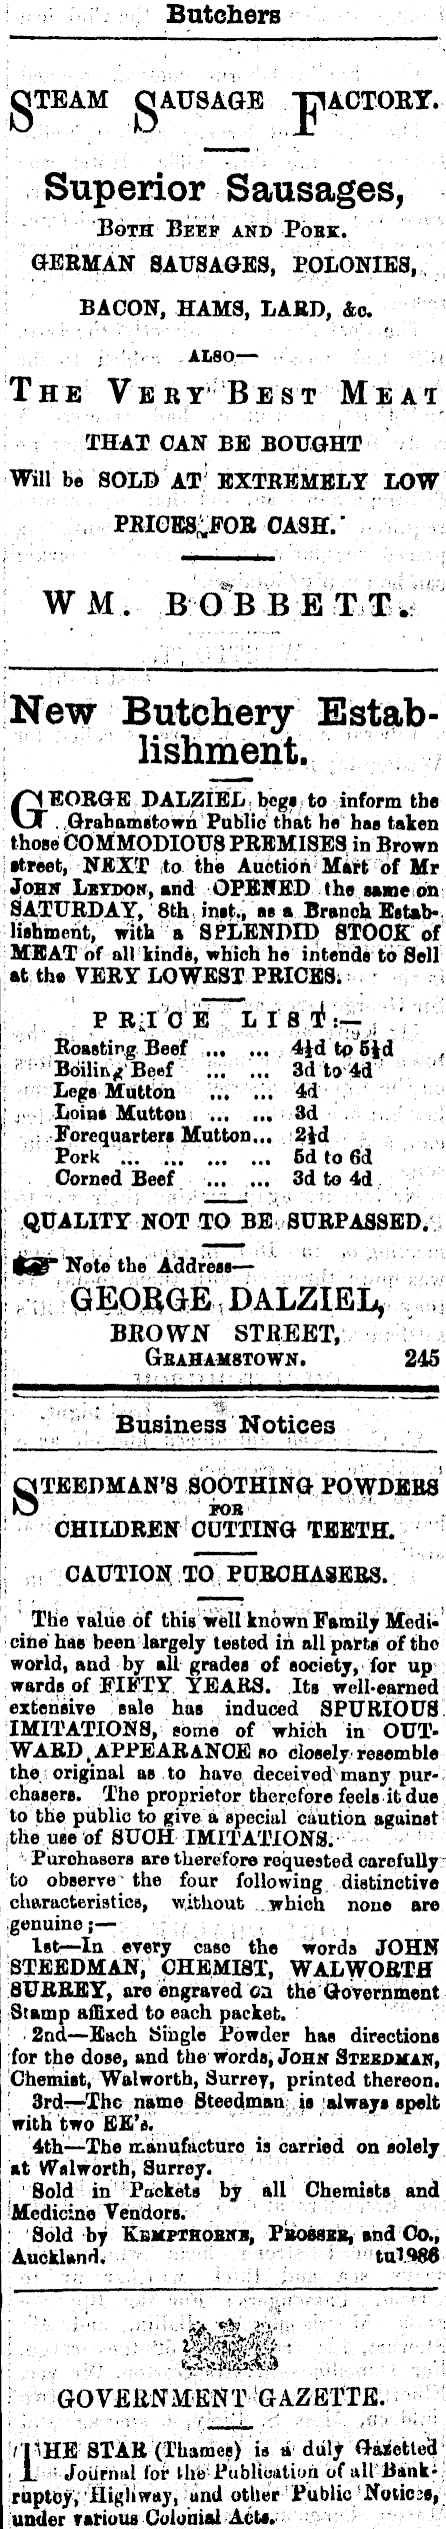 Butchers
STEAM SAUSAGE FACTORY.
Superior Sausages,
BOTH BEEF AND PORK.
GERMAN SAUSAGES, POLONIES,
BACON, HAMS, LARD, &c.
ALSO—
THE VERY BEST MEAT
THAT CAN BE BOUGHT
Will be SOLD AT EXTREMELY LOW
PRICES FOR CASH.
WM. BOBBETT.
New Butchery Estab-
lishment.
GEORGE DALZIEL begs to inform the
Grahamstown Public that he has taken
those COMMODIOUS PREMISES in Brown
street, NEXT to the Auction Mart of Mr
JOHN LEYDON, and OPENED the same on
SATURDAY, 8th inst., as a Branch Estab-
lishment, with a SPLENDID STOCK of
MEAT of all kinds, which he intends to Sell
at the VERY LOWEST PRICES.
PRICE LIST:—
Roasting Beef ... ... 4½d to 5½d
Boiling Beef ... ... 3d to 4d
Legs Mutton ... ... 4d
Loins Mutton ... ... 3d
Forequarters Mutton... 2½d
Pork ... ... ... ... 5d to 6d
Corned Beef ... ... 3d to 4d
QUALITY NOT TO BE SURPASSED.
☞ Note the Address—
GEORGE DALZIEL,
BROWN STREET,
GRAHAMSTOWN. 245
Business Notices
STEEDMAN'S SOOTHING POWDERS
FOR
CHILDREN CUTTING TEETH.
CAUTION TO PURCHASERS.
The value of this well known Family Medi-
cine has been largely tested in all parts of the
world, and by all grades of society, for up
wards of FIFTY YEARS. Its well-earned
extensive sale has induced SPURIOUS
IMITATIONS, some of which in OUT-
WARD APPEARANCE so closely resemble
the original as to have deceived many pur-
chasers. The proprietor therefore feels it due
to the public to give a special caution against
the use of SUCH IMITATIONS.
Purchasers are therefore requested carefully
to observe the four following distinctive
characteristics, without which none are
genuine;—
1st—In every case the words JOHN
STEEDMAN, CHEMIST, WALWORTH
SURREY, are engraved on the Government
Stamp affixed to each packet.
2nd—Each Single Powder has directions
for the dose, and the words, JOHN STEEDMAN,
Chemist, Walworth, Surrey, printed thereon.
3rd—The name Steedman is always spelt
with two EE's.
4th—The manufacture is carried on solely
at Walworth, Surrey.
Sold in Packets by all Chemists and
Medicine Vendors.
Sold by KEMPTHORNE, PROSSER, and Co.,
Auckland. tu1986
GOVERNMENT GAZETTE.
THE STAR (Thames) is a duly Gazetted
Journal for the Publication of all Bank-
ruptcy, Highway, and other Public Notices,
under various Colonial Acts.